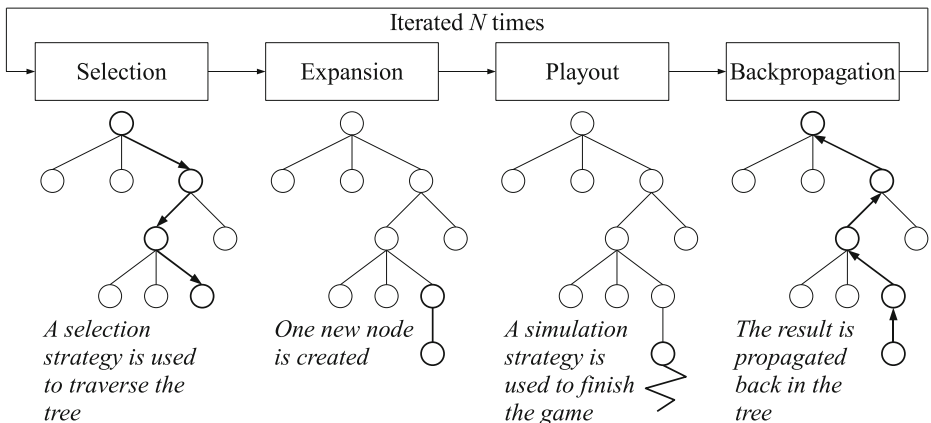 Iterated N times
Selection
Expansion
Playout
Backpropagation
A selection
strategy is used
to traverse the
tree
One new node
is created
A simulation
strategy is
used to finish
the game
The result is
propagated
back in the
tree